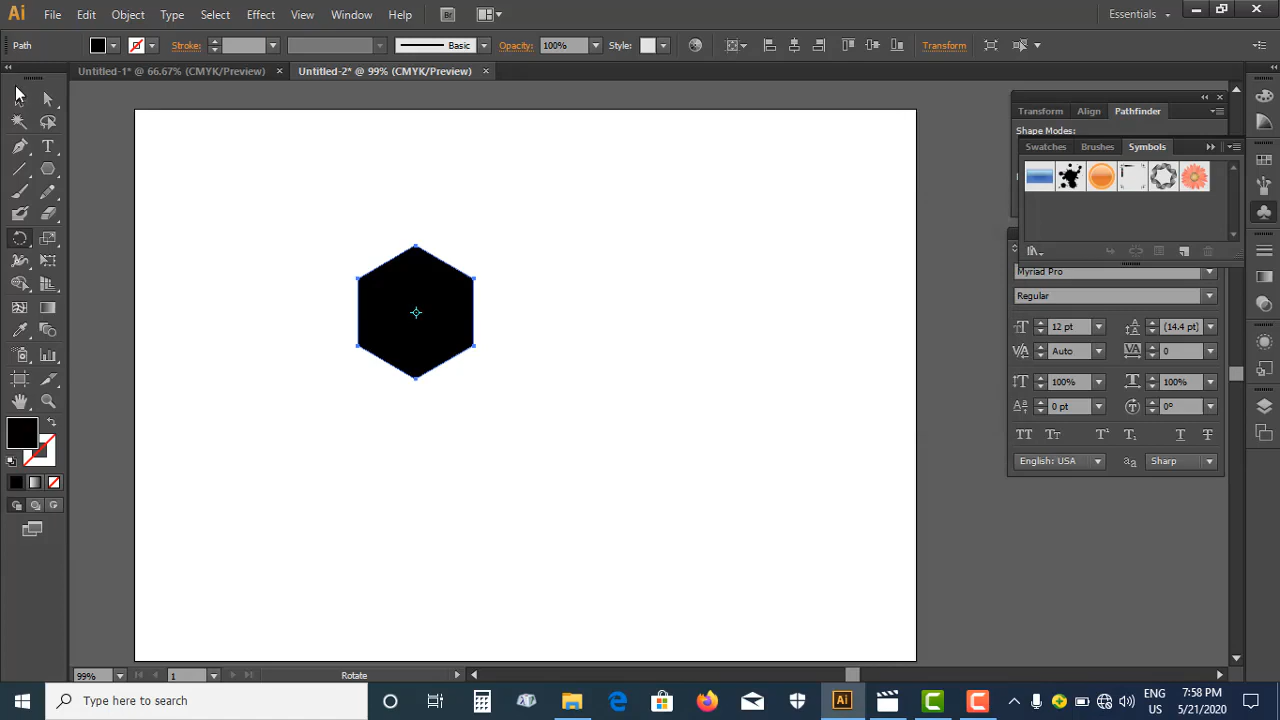 Ai File Edit Object Type Select Effect View Window Help Br Essentials
Path Stroke: Basic Opacity: 100% Style: Transform
Untitled-1* @ 66.67% (CMYK/Preview) × Untitled-2* @ 99% (CMYK/Preview) ×
Transform Align Pathfinder
Shape Modes:
Swatches Brushes Symbols
Myriad Pro
Regular
12 pt (14.4 pt)
Auto 0
100% 100%
0 pt 0°
English: USA Sharp
99% 1 Rotate
Type here to search
Ai
ENG
US
7:58 PM
5/21/2020